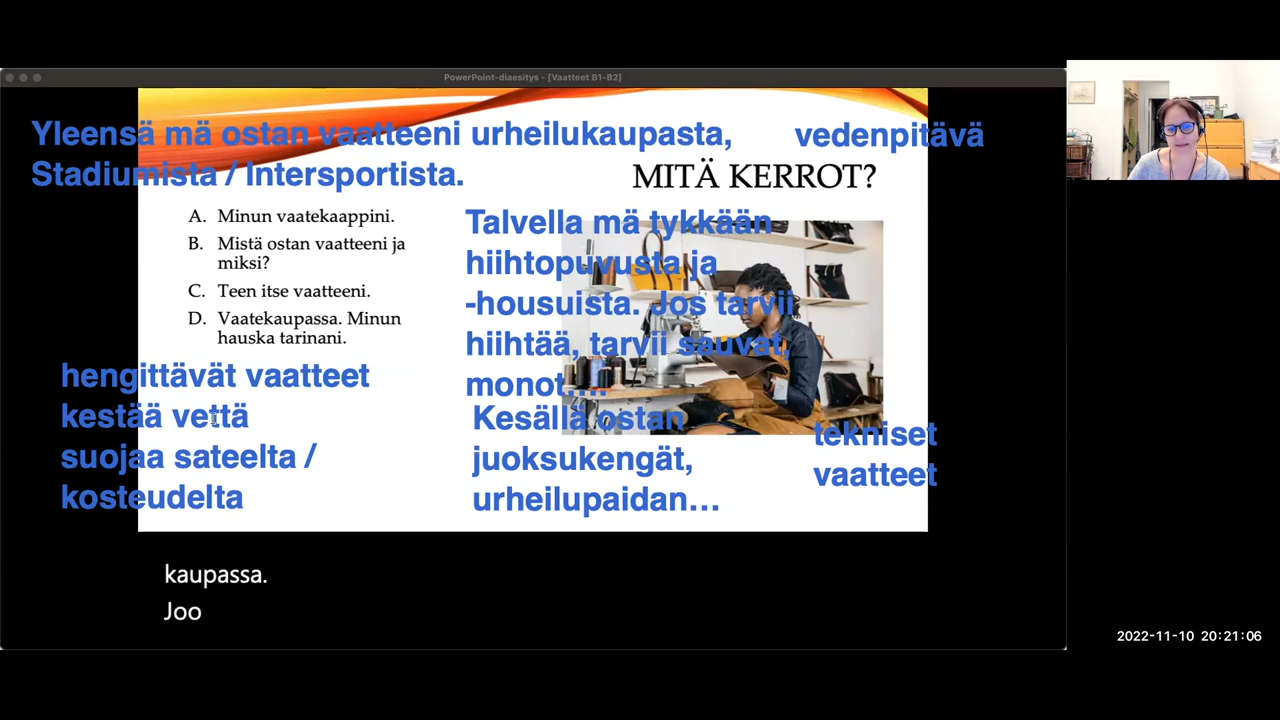 PowerPoint-diaesitys - [Vaatteet B1-B2]
Yleensä mä ostan vaatteeni urheilukaupasta,
Stadiumista / Intersportista.
vedenpitävä
MITÄ KERROT?
A. Minun vaatekaappini.
B. Mistä ostan vaatteeni ja
miksi?
C. Teen itse vaatteeni.
D. Vaatekaupassa. Minun
hauska tarinani.
Talvella mä tykkään
hiihtopuvusta ja
-housuista. Jos tarvii
hiihtää, tarvii sauvat,
monot....
hengittävät vaatteet
kestää vettä
suojaa sateelta /
kosteudelta
Kesällä ostan
juoksukengät,
urheilupaidan...
tekniset
vaatteet
kaupassa.
Joo
2022-11-10 20:21:06